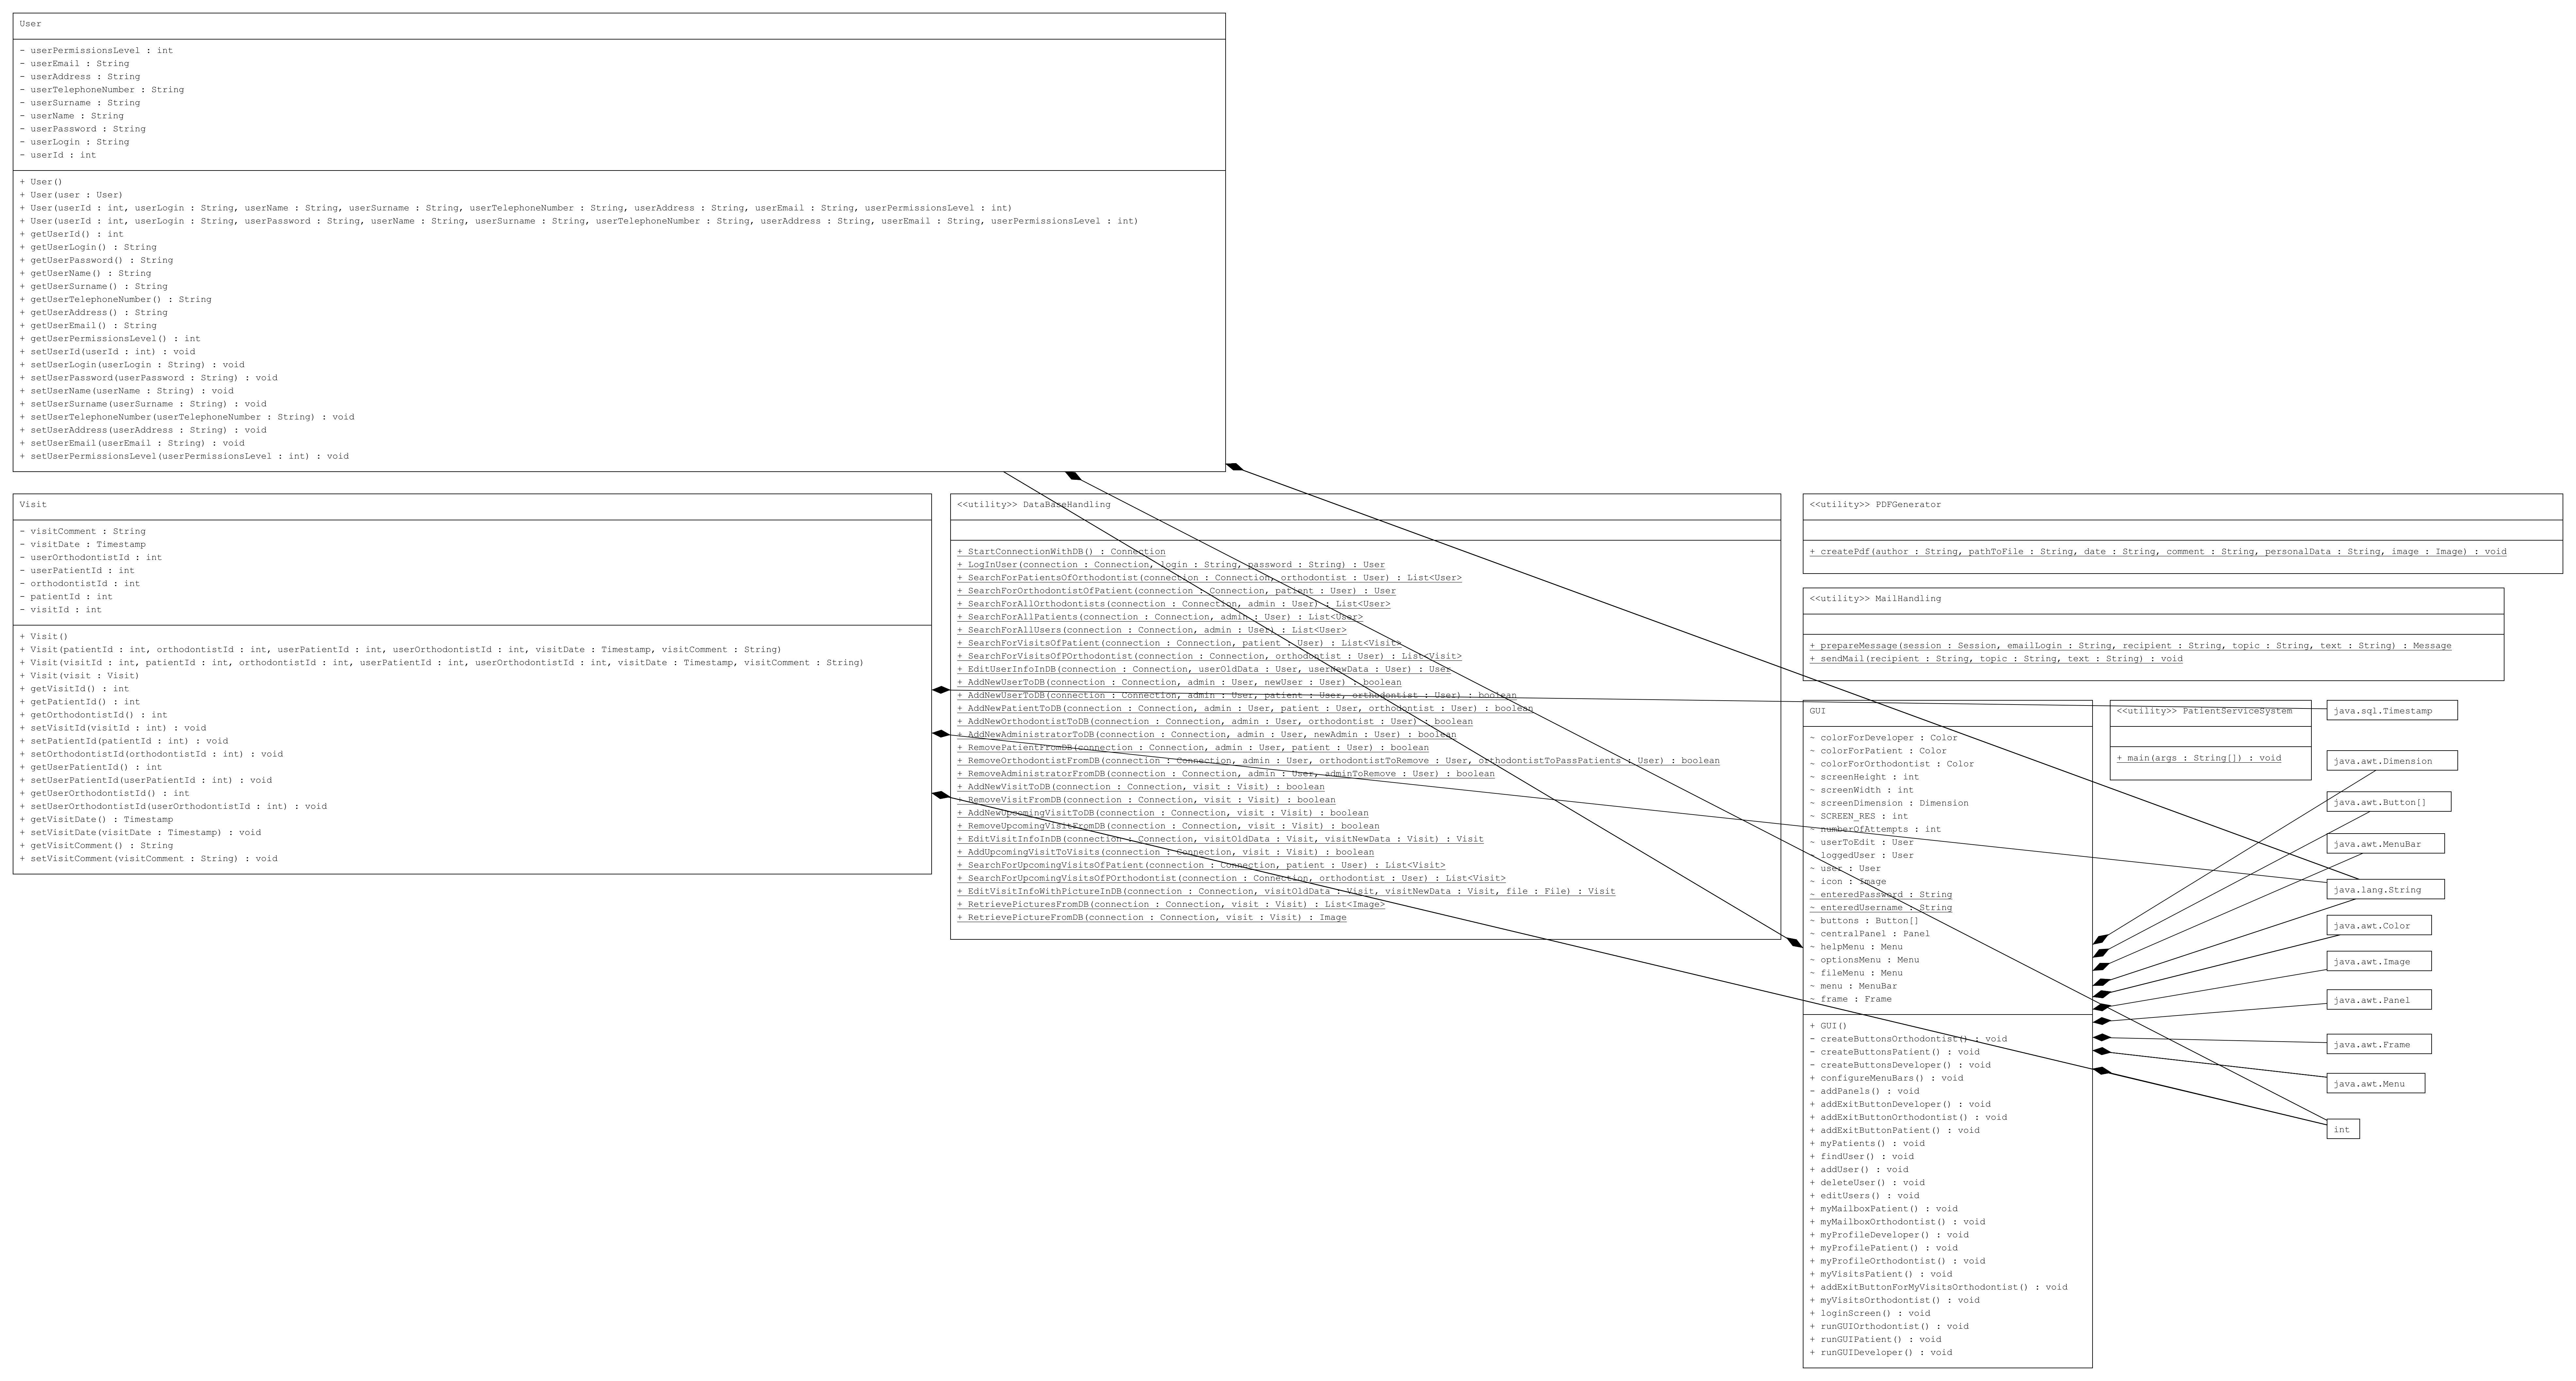 User
- userPermissionsLevel : int
- userEmail : String
- userAddress : String
- userTelephoneNumber : String
- userSurname : String
- userName : String
- userPassword : String
- userLogin : String
- userId : int
+ User()
+ User(user : User)
+ User(userId : int, userLogin : String, userName : String, userSurname : String, userTelephoneNumber : String, userAddress : String, userEmail : String, userPermissionsLevel : int)
+ User(userId : int, userLogin : String, userPassword : String, userName : String, userSurname : String, userTelephoneNumber : String, userAddress : String, userEmail : String, userPermissionsLevel : int)
+ getUserId() : int
+ getUserLogin() : String
+ getUserPassword() : String
+ getUserName() : String
+ getUserSurname() : String
+ getUserTelephoneNumber() : String
+ getUserAddress() : String
+ getUserEmail() : String
+ getUserPermissionsLevel() : int
+ setUserId(userId : int) : void
+ setUserLogin(userLogin : String) : void
+ setUserPassword(userPassword : String) : void
+ setUserName(userName : String) : void
+ setUserSurname(userSurname : String) : void
+ setUserTelephoneNumber(userTelephoneNumber : String) : void
+ setUserAddress(userAddress : String) : void
+ setUserEmail(userEmail : String) : void
+ setUserPermissionsLevel(userPermissionsLevel : int) : void
Visit
- visitComment : String
- visitDate : Timestamp
- userOrthodontistId : int
- userPatientId : int
- orthodontistId : int
- patientId : int
- visitId : int
+ Visit()
+ Visit(patientId : int, orthodontistId : int, userPatientId : int, userOrthodontistId : int, visitDate : Timestamp, visitComment : String)
+ Visit(visitId : int, patientId : int, orthodontistId : int, userPatientId : int, userOrthodontistId : int, visitDate : Timestamp, visitComment : String)
+ Visit(visit : Visit)
+ getVisitId() : int
+ getPatientId() : int
+ getOrthodontistId() : int
+ setVisitId(visitId : int) : void
+ setPatientId(patientId : int) : void
+ setOrthodontistId(orthodontistId : int) : void
+ getUserPatientId() : int
+ setUserPatientId(userPatientId : int) : void
+ getUserOrthodontistId() : int
+ setUserOrthodontistId(userOrthodontistId : int) : void
+ getVisitDate() : Timestamp
+ setVisitDate(visitDate : Timestamp) : void
+ getVisitComment() : String
+ setVisitComment(visitComment : String) : void
<<utility>> DataBaseHandling
+ StartConnectionWithDB() : Connection
+ LogInUser(connection : Connection, login : String, password : String) : User
+ SearchForPatientsOfOrthodontist(connection : Connection, orthodontist : User) : List<User>
+ SearchForOrthodontistOfPatient(connection : Connection, patient : User) : User
+ SearchForAllOrthodontists(connection : Connection, admin : User) : List<User>
+ SearchForAllPatients(connection : Connection, admin : User) : List<User>
+ SearchForAllUsers(connection : Connection, admin : User) : List<User>
+ SearchForVisitsOfPatient(connection : Connection, patient : User) : List<Visit>
+ SearchForVisitsOfPOrthodontist(connection : Connection, orthodontist : User) : List<Visit>
+ EditUserInfoInDB(connection : Connection, userOldData : User, userNewData : User) : User
+ AddNewUserToDB(connection : Connection, admin : User, newUser : User) : boolean
+ AddNewUserToDB(connection : Connection, admin : User, patient : User, orthodontist : User) : boolean
+ AddNewPatientToDB(connection : Connection, admin : User, patient : User, orthodontist : User) : boolean
+ AddNewOrthodontistToDB(connection : Connection, admin : User, orthodontist : User) : boolean
+ AddNewAdministratorToDB(connection : Connection, admin : User, newAdmin : User) : boolean
+ RemovePatientFromDB(connection : Connection, admin : User, patient : User) : boolean
+ RemoveOrthodontistFromDB(connection : Connection, admin : User, orthodontistToRemove : User, orthodontistToPassPatients : User) : boolean
+ RemoveAdministratorFromDB(connection : Connection, admin : User, adminToRemove : User) : boolean
+ AddNewVisitToDB(connection : Connection, visit : Visit) : boolean
+ RemoveVisitFromDB(connection : Connection, visit : Visit) : boolean
+ AddNewUpcomingVisitToDB(connection : Connection, visit : Visit) : boolean
+ RemoveUpcomingVisitFromDB(connection : Connection, visit : Visit) : boolean
+ EditVisitInfoInDB(connection : Connection, visitOldData : Visit, visitNewData : Visit) : Visit
+ AddUpcomingVisitToVisits(connection : Connection, visit : Visit) : boolean
+ SearchForUpcomingVisitsOfPatient(connection : Connection, patient : User) : List<Visit>
+ SearchForUpcomingVisitsOfPOrthodontist(connection : Connection, orthodontist : User) : List<Visit>
+ EditVisitInfoWithPictureInDB(connection : Connection, visitOldData : Visit, visitNewData : Visit, file : File) : Visit
+ RetrievePicturesFromDB(connection : Connection, visit : Visit) : List<Image>
+ RetrievePictureFromDB(connection : Connection, visit : Visit) : Image
<<utility>> PDFGenerator
+ createPdf(author : String, pathToFile : String, date : String, comment : String, personalData : String, image : Image) : void
<<utility>> MailHandling
+ prepareMessage(session : Session, emailLogin : String, recipient : String, topic : String, text : String) : Message
+ sendMail(recipient : String, topic : String, text : String) : void
GUI
~ colorForDeveloper : Color
~ colorForPatient : Color
~ colorForOrthodontist : Color
~ screenHeight : int
~ screenWidth : int
~ screenDimension : Dimension
~ SCREEN_RES : int
~ numberOfAttempts : int
~ userToEdit : User
~ loggedUser : User
~ user : User
~ icon : Image
~ enteredPassword : String
~ enteredUsername : String
~ buttons : Button[]
~ centralPanel : Panel
~ helpMenu : Menu
~ optionsMenu : Menu
~ fileMenu : Menu
~ menu : MenuBar
~ frame : Frame
+ GUI()
- createButtonsOrthodontist() : void
- createButtonsPatient() : void
- createButtonsDeveloper() : void
+ configureMenuBars() : void
- addPanels() : void
+ addExitButtonDeveloper() : void
+ addExitButtonOrthodontist() : void
+ addExitButtonPatient() : void
+ myPatients() : void
+ findUser() : void
+ addUser() : void
+ deleteUser() : void
+ editUsers() : void
+ myMailboxPatient() : void
+ myMailboxOrthodontist() : void
+ myProfileDeveloper() : void
+ myProfilePatient() : void
+ myProfileOrthodontist() : void
+ myVisitsPatient() : void
+ addExitButtonForMyVisitsOrthodontist() : void
+ myVisitsOrthodontist() : void
+ loginScreen() : void
+ runGUIOrthodontist() : void
+ runGUIPatient() : void
+ runGUIDeveloper() : void
<<utility>> PatientServiceSystem
+ main(args : String[]) : void
java.sql.Timestamp
java.awt.Dimension
java.awt.Button[]
java.awt.MenuBar
java.lang.String
java.awt.Color
java.awt.Image
java.awt.Panel
java.awt.Frame
java.awt.Menu
int